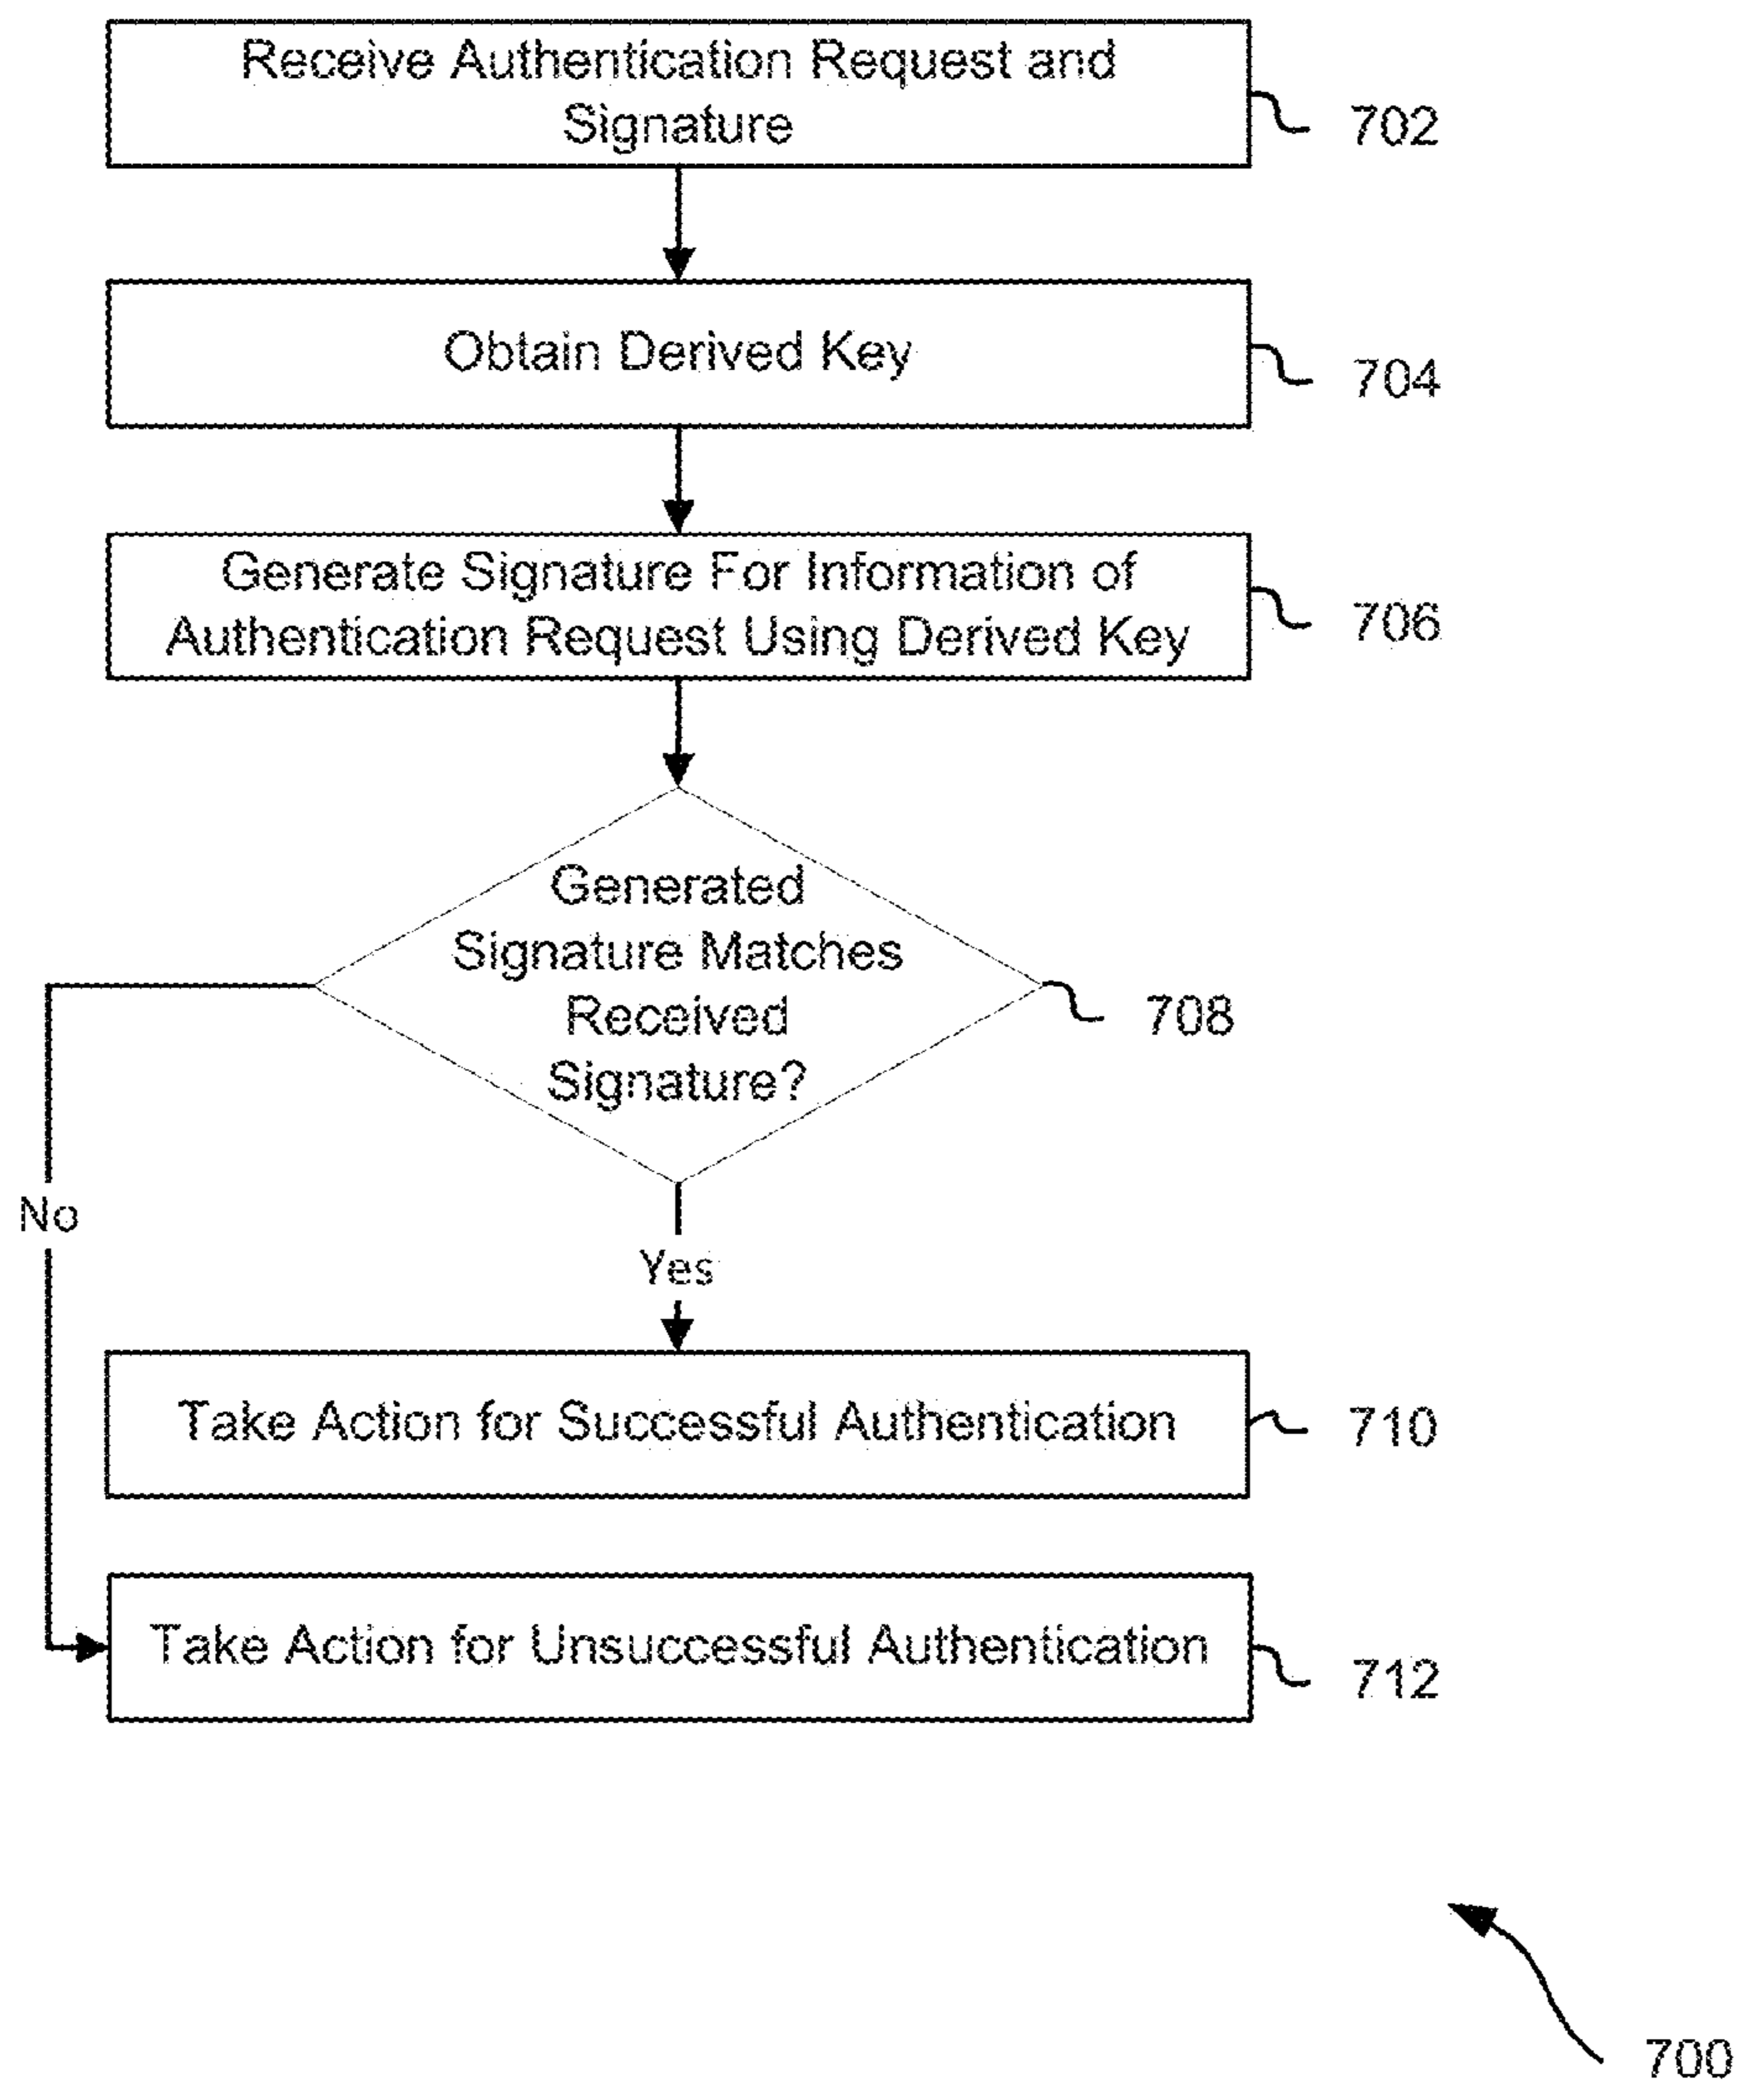 Receive Authentication Request and
Signature
702
Obtain Derived Key
704
Generate Signature For Information of
Authentication Request Using Derived Key
706
Generated
Signature Matches
Received
Signature?
708
No
Yes
Take Action for Successful Authentication
710
Take Action for Unsuccessful Authentication
712
700